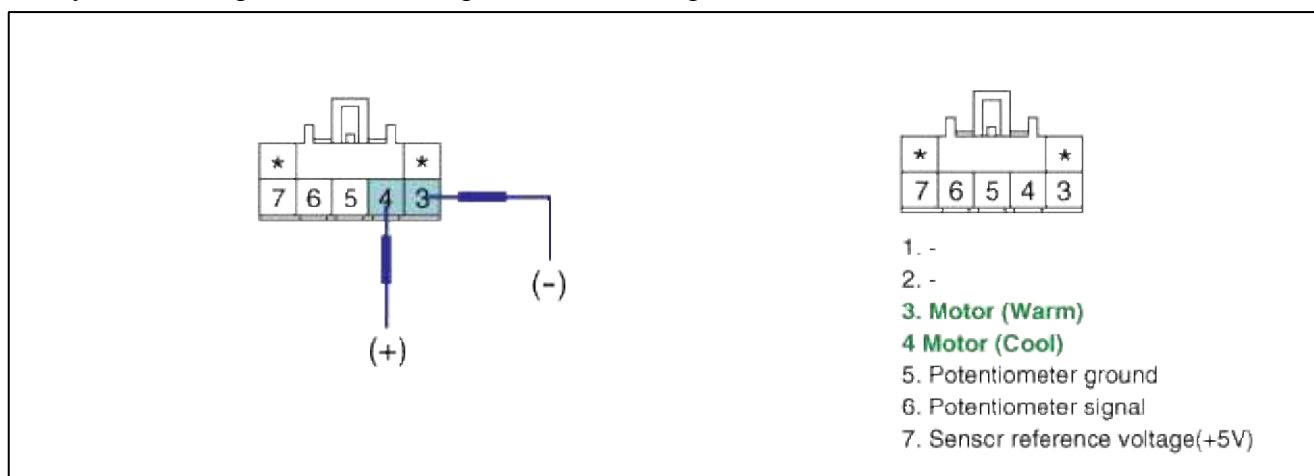 * *
7 6 5 4 3
(-)
(+)
* *
7 6 5 4 3
1. -
2. -
3. Motor (Warm)
4 Motor (Cool)
5. Potentiometer ground
6. Potentiometer signal
7. Sensor reference voltage(+5V)